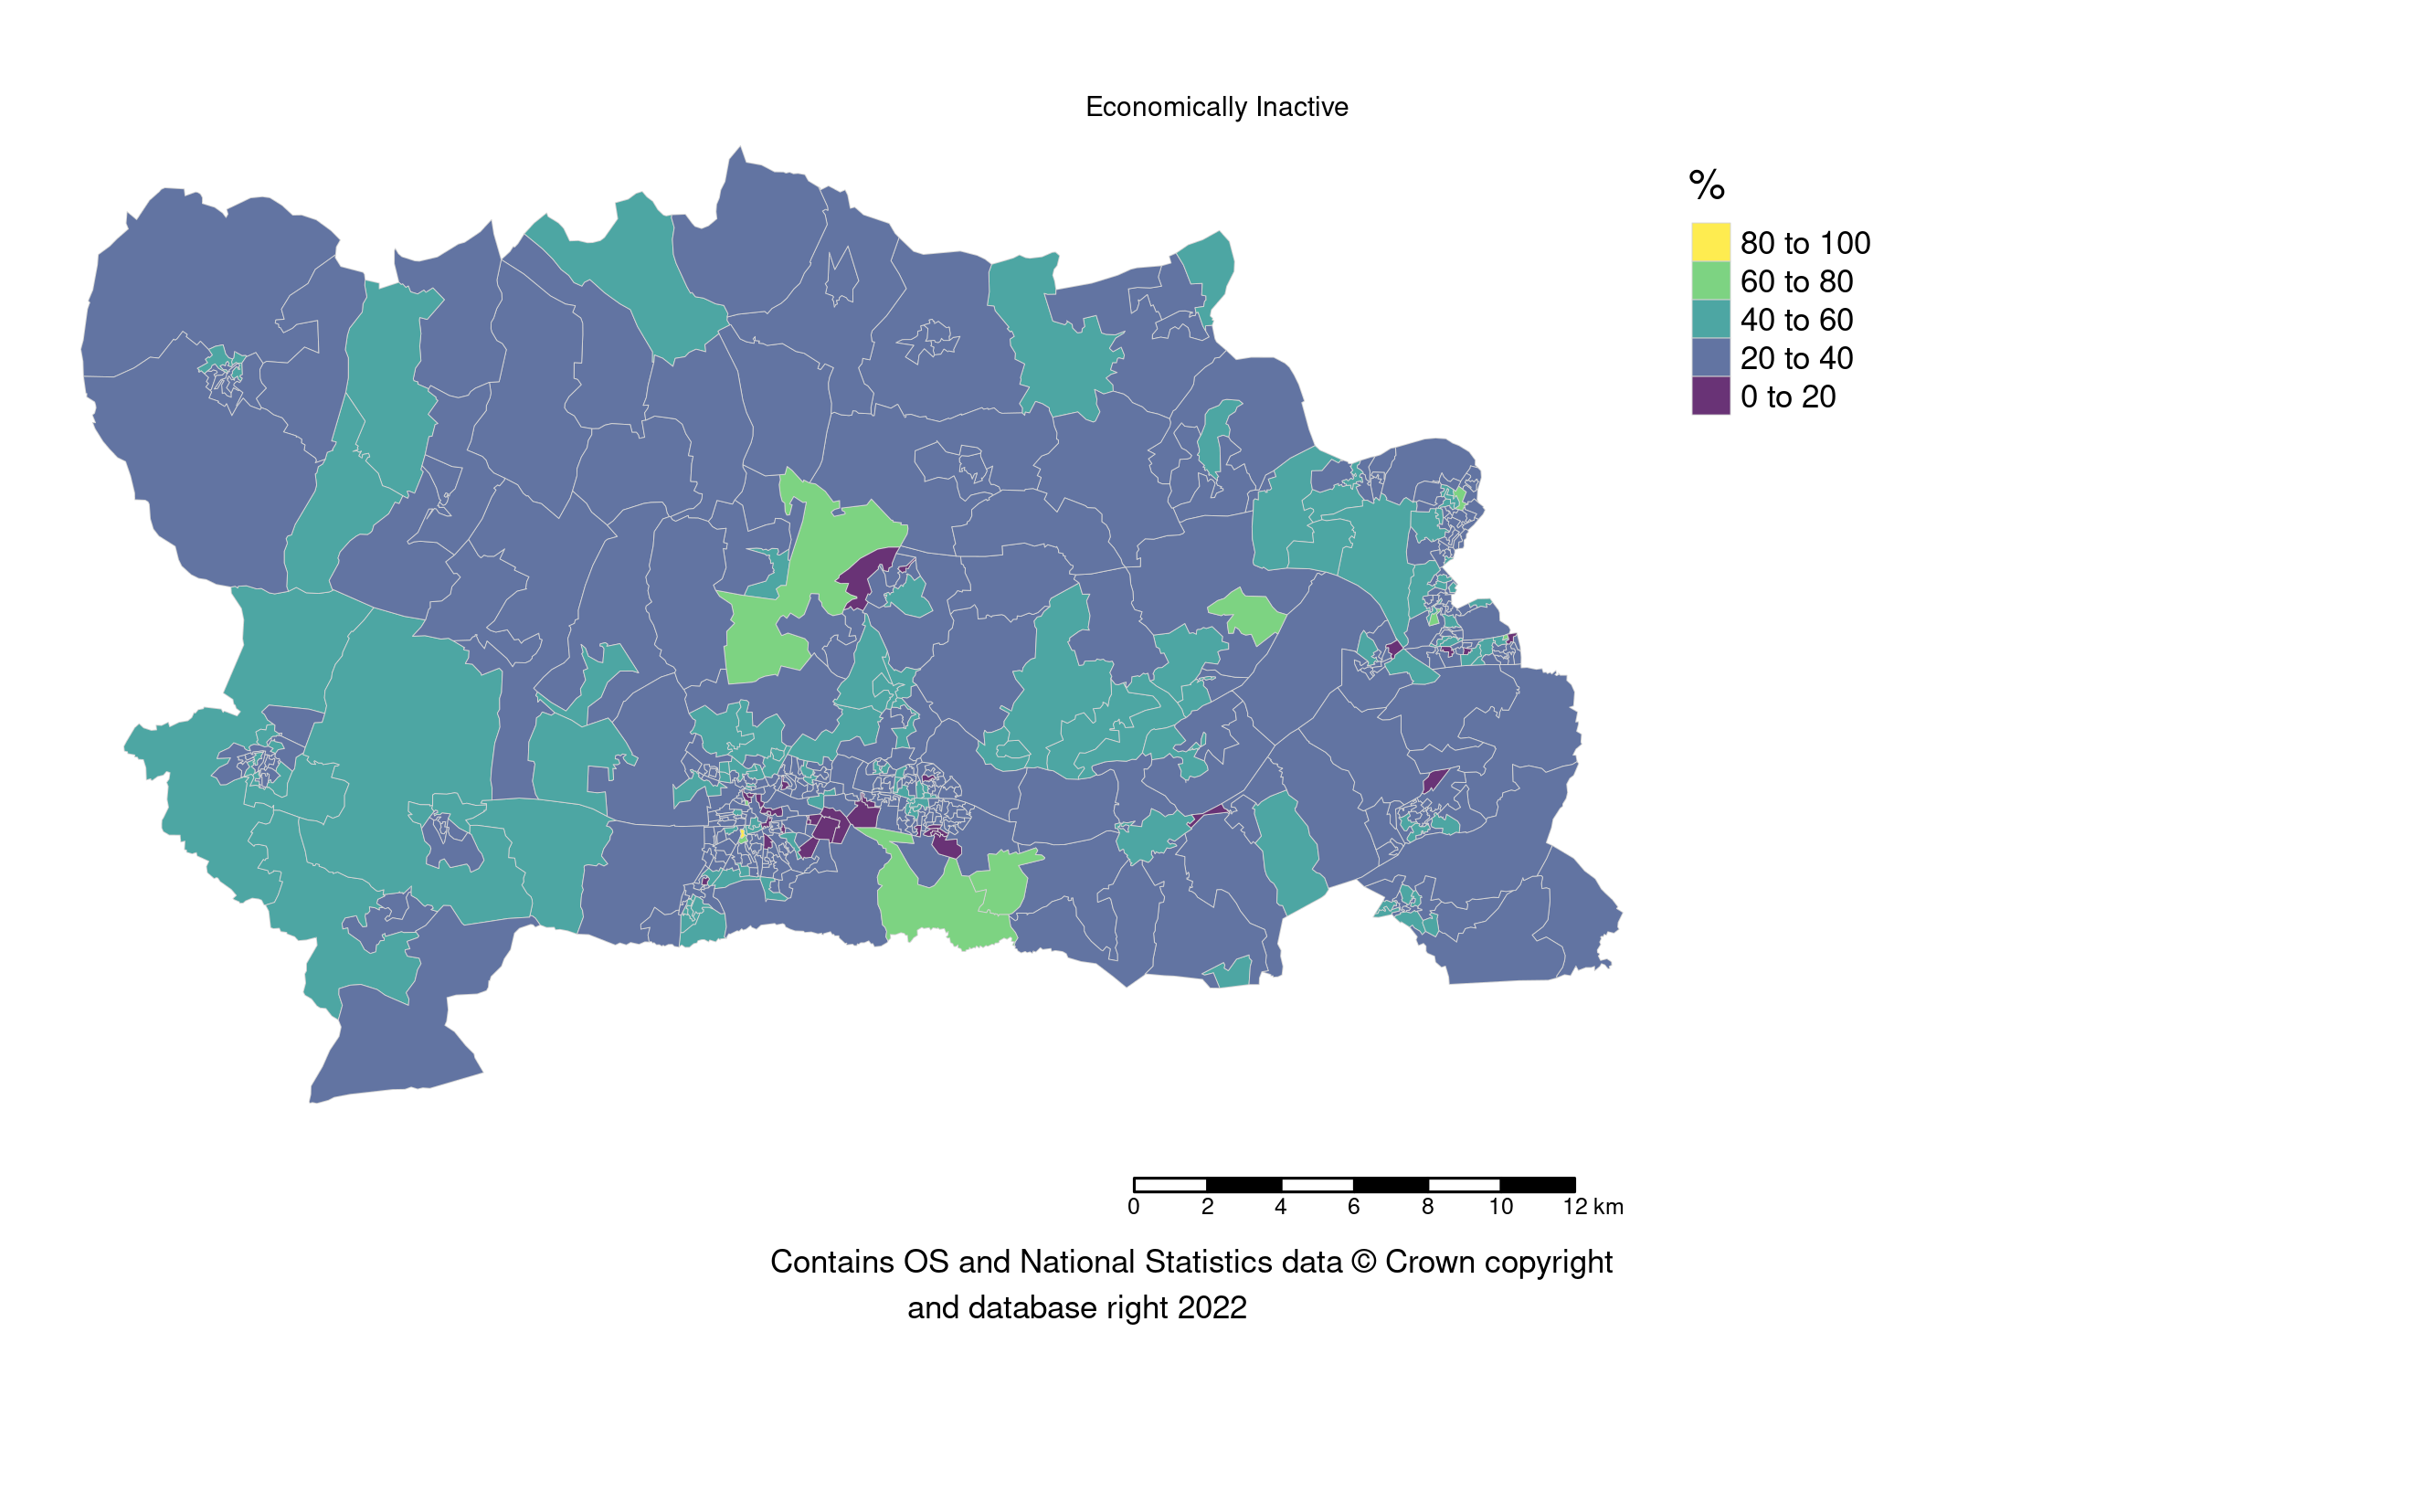 Economically Inactive
%
80 to 100
60 to 80
40 to 60
20 to 40
0 to 20
0 2 4 6 8 10 12 km
Contains OS and National Statistics data © Crown copyright
and database right 2022